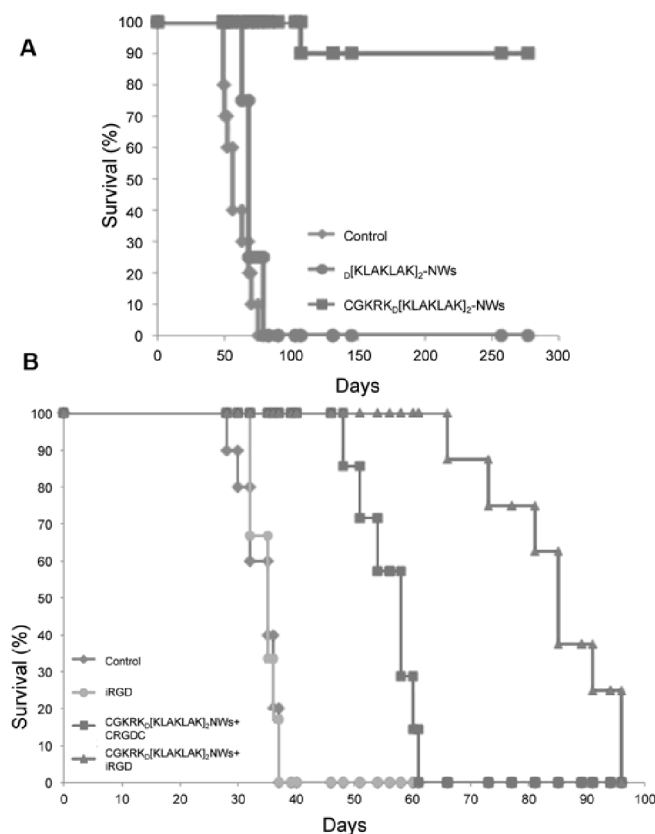 A
100
90
80
70
60
50
40
30
20
10
0
Survival (%)
Control
D[KLAKLAK]2-NWs
CGKRKD[KLAKLAK]2-NWs
0 50 100 150 200 250 300
Days
B
100
90
80
70
60
50
40
30
20
10
0
Survival (%)
Control
iRGD
CGKRKD[KLAKLAK]2NWs+
CRGDC
CGKRKD[KLAKLAK]2NWs+
iRGD
0 10 20 30 40 50 60 70 80 90 100
Days